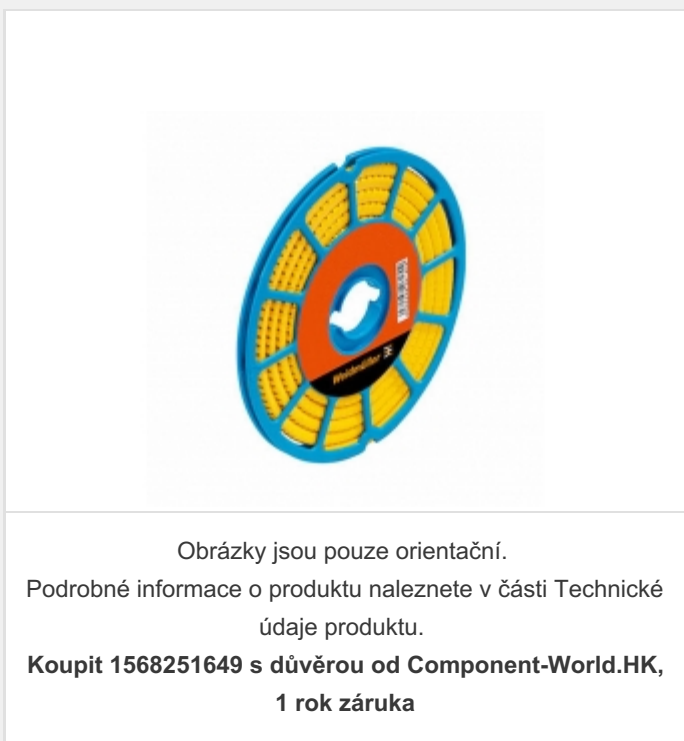 Weidmüller
Obrázky jsou pouze orientační.
Podrobné informace o produktu naleznete v části Technické
údaje produktu.
Koupit 1568251649 s důvěrou od Component-World.HK,
1 rok záruka